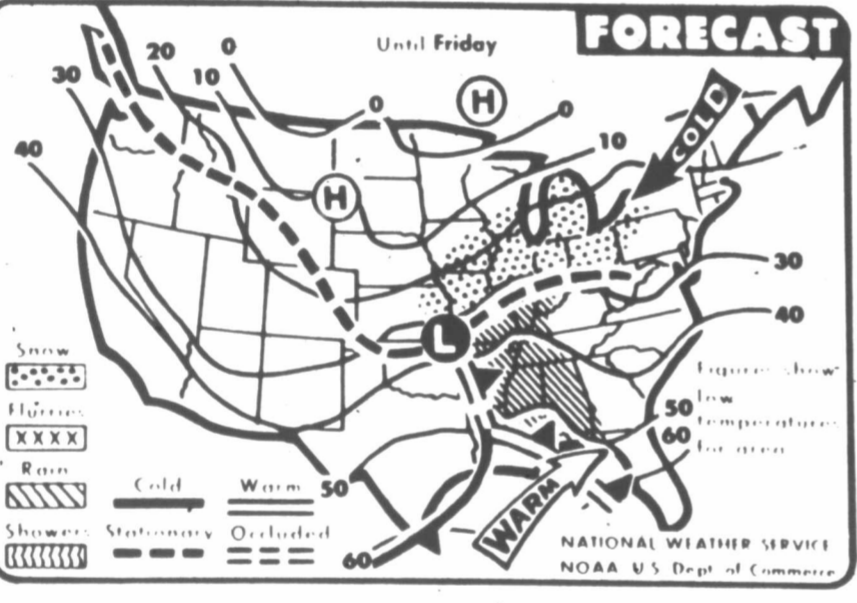 FORECAST
Until Friday
0
20
10
30
0
0
10
40
H
H
COLD
30
40
L
Snow
Flurries
Rain
Showers
Cold
Warm
Stationary
Occluded
50
60
WARM
Figures show
low
temperatures
for area
50
60
NATIONAL WEATHER SERVICE
NOAA U S Dept of Commerce